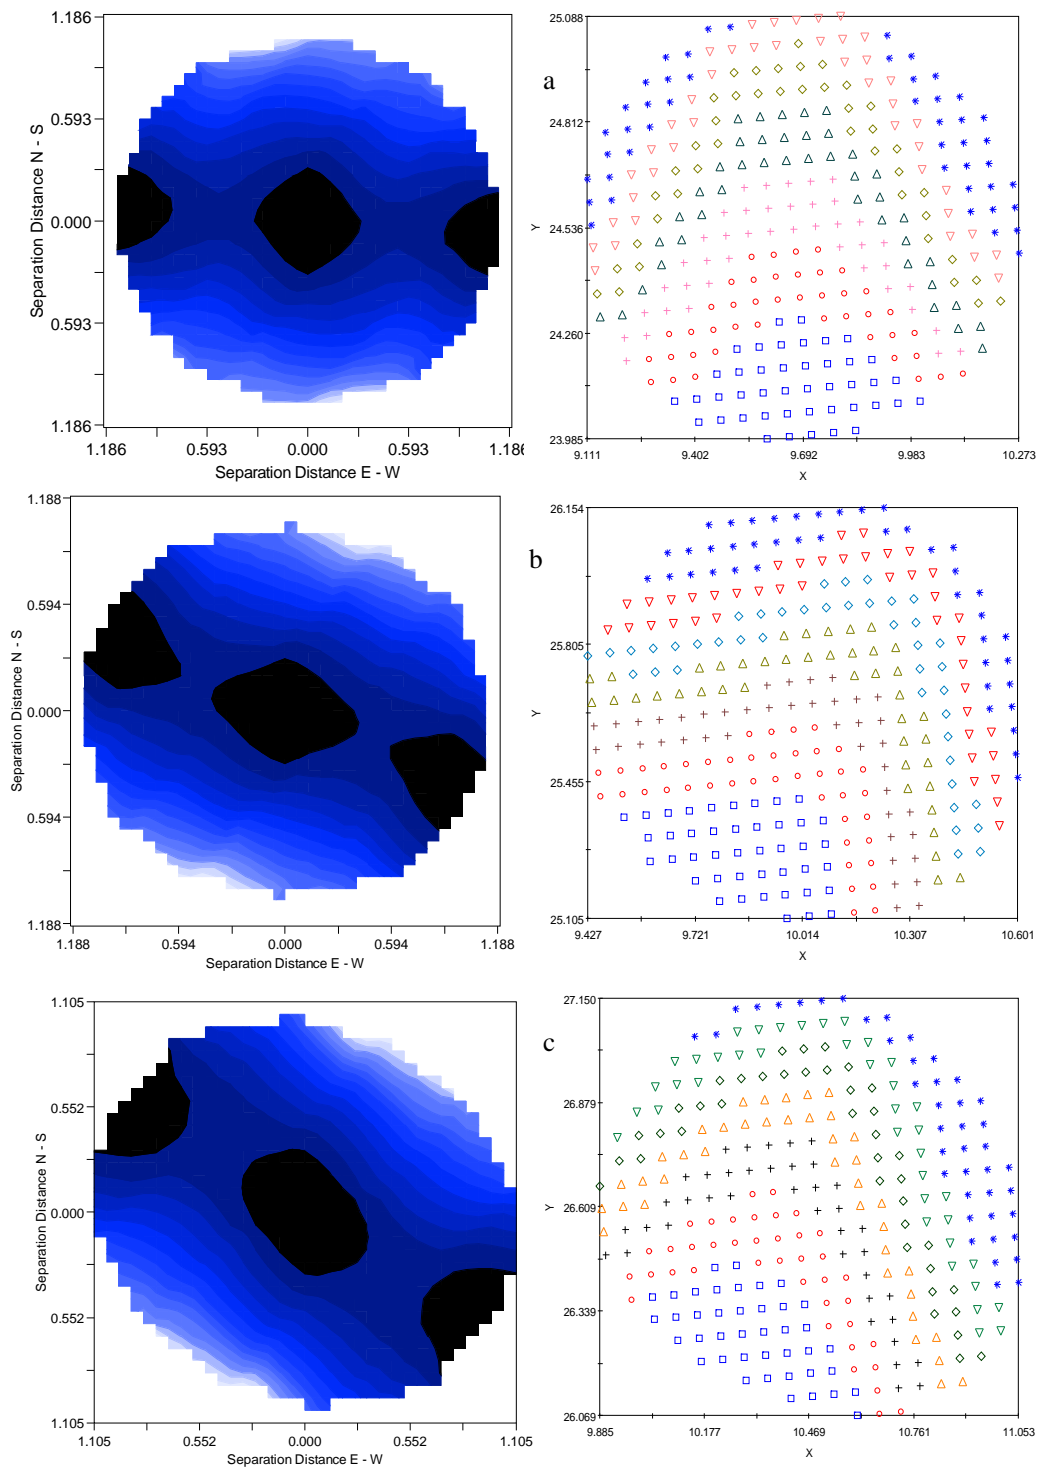 1.186
0.593
0.000
0.593
1.186
Separation Distance N - S
1.186 0.593 0.000 0.593 1.186
Separation Distance E - W
a
25.088
24.812
24.536
24.260
23.985
Y
9.111 9.402 9.692 9.983 10.273
X
1.188
0.594
0.000
0.594
1.188
Separation Distance N - S
1.188 0.594 0.000 0.594 1.188
Separation Distance E - W
b
26.154
25.805
25.455
25.105
Y
9.427 9.721 10.014 10.307 10.601
X
1.105
0.552
0.000
0.552
1.105
Separation Distance N - S
1.105 0.552 0.000 0.552 1.105
Separation Distance E - W
c
27.150
26.879
26.609
26.339
26.069
Y
9.885 10.177 10.469 10.761 11.053
X